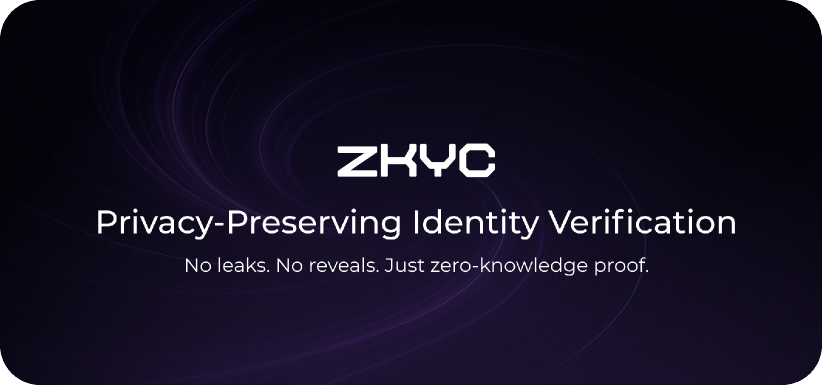 ZKYC
Privacy-Preserving Identity Verification
No leaks. No reveals. Just zero-knowledge proof.